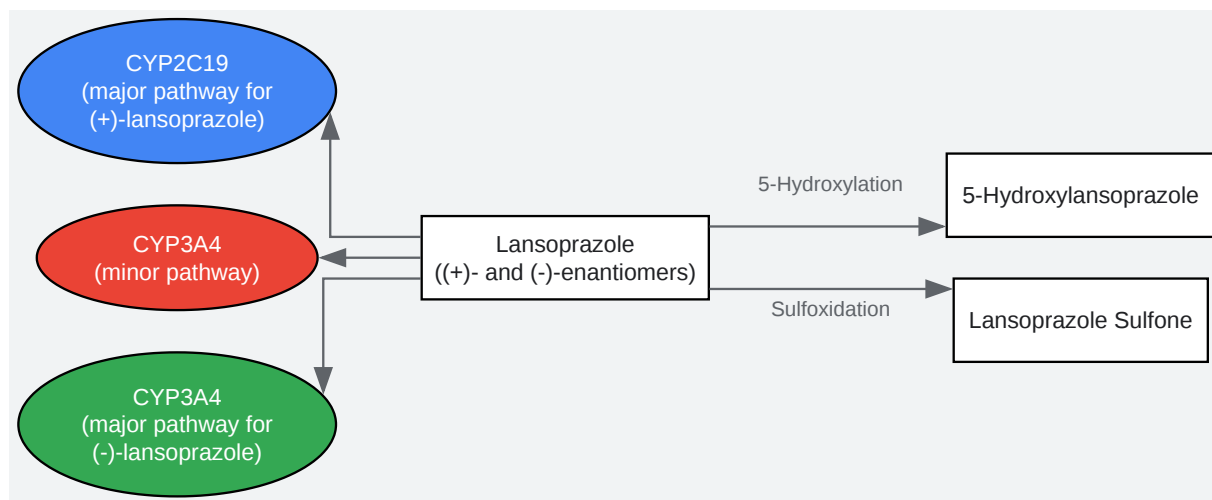 CYP2C19
(major pathway for
(+)-lansoprazole)
CYP3A4
(minor pathway)
CYP3A4
(major pathway for
(-)-lansoprazole)
Lansoprazole
((+)- and (-)-enantiomers)
5-Hydroxylation
Sulfoxidation
5-Hydroxylansoprazole
Lansoprazole Sulfone